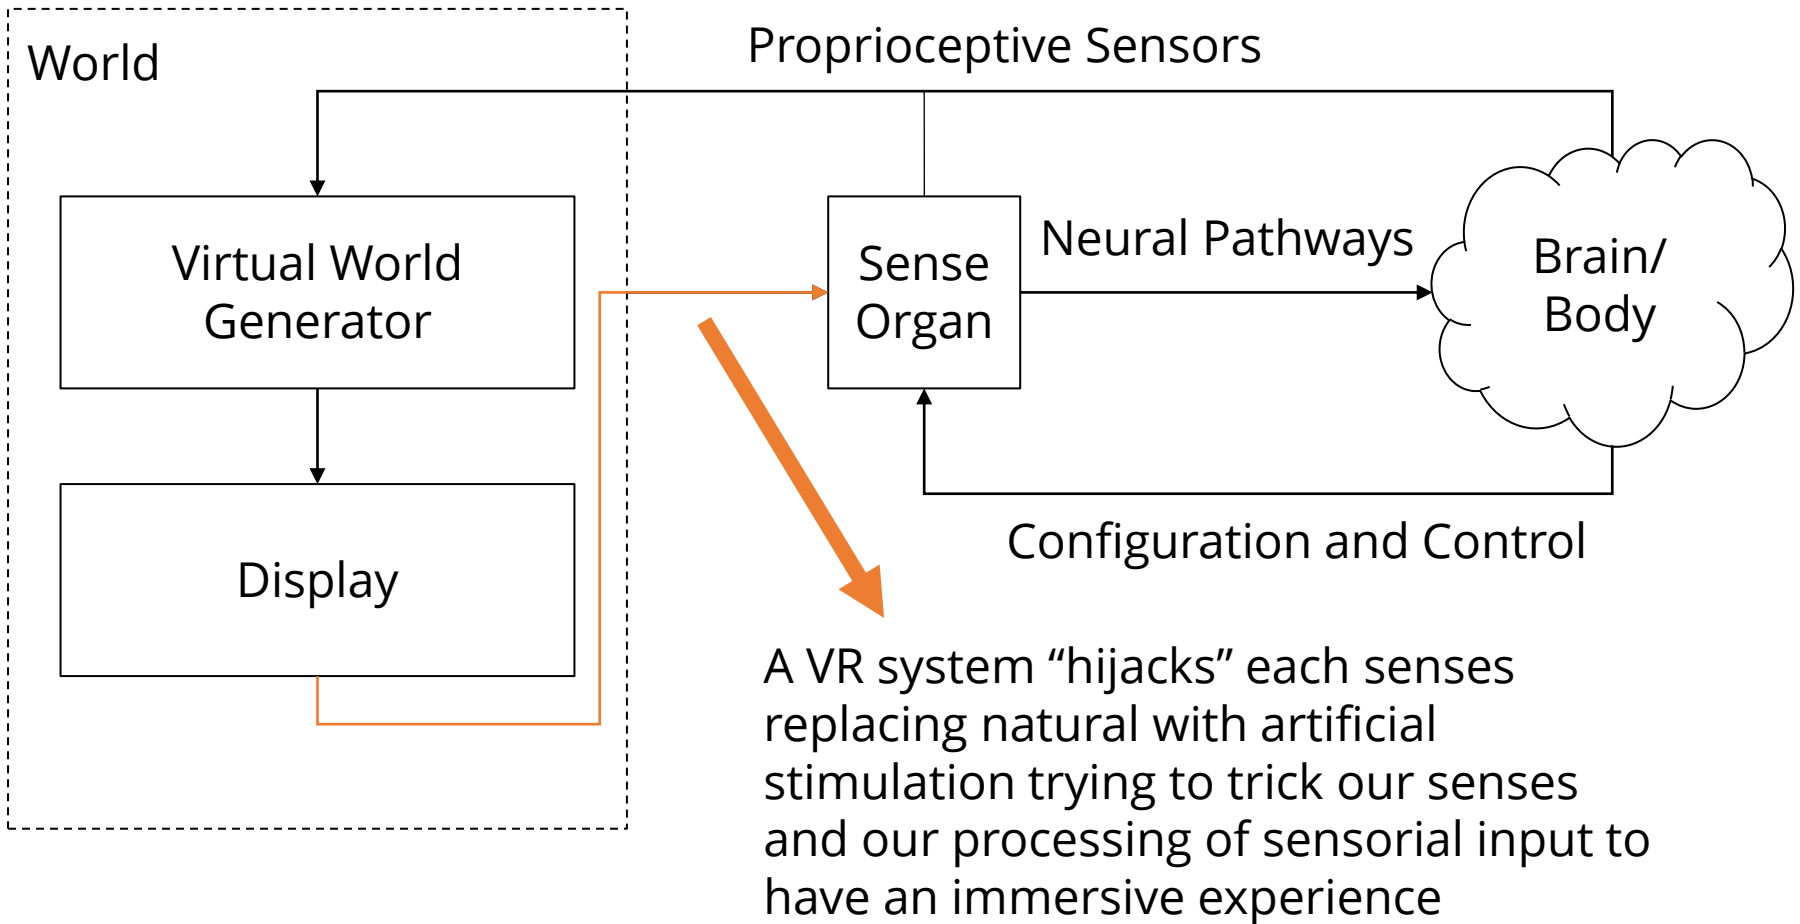 World
Proprioceptive Sensors
Virtual World
Generator
Sense
Organ
Neural Pathways
Brain/
Body
Display
Configuration and Control
A VR system “hijacks” each senses
replacing natural with artificial
stimulation trying to trick our senses
and our processing of sensorial input to
have an immersive experience